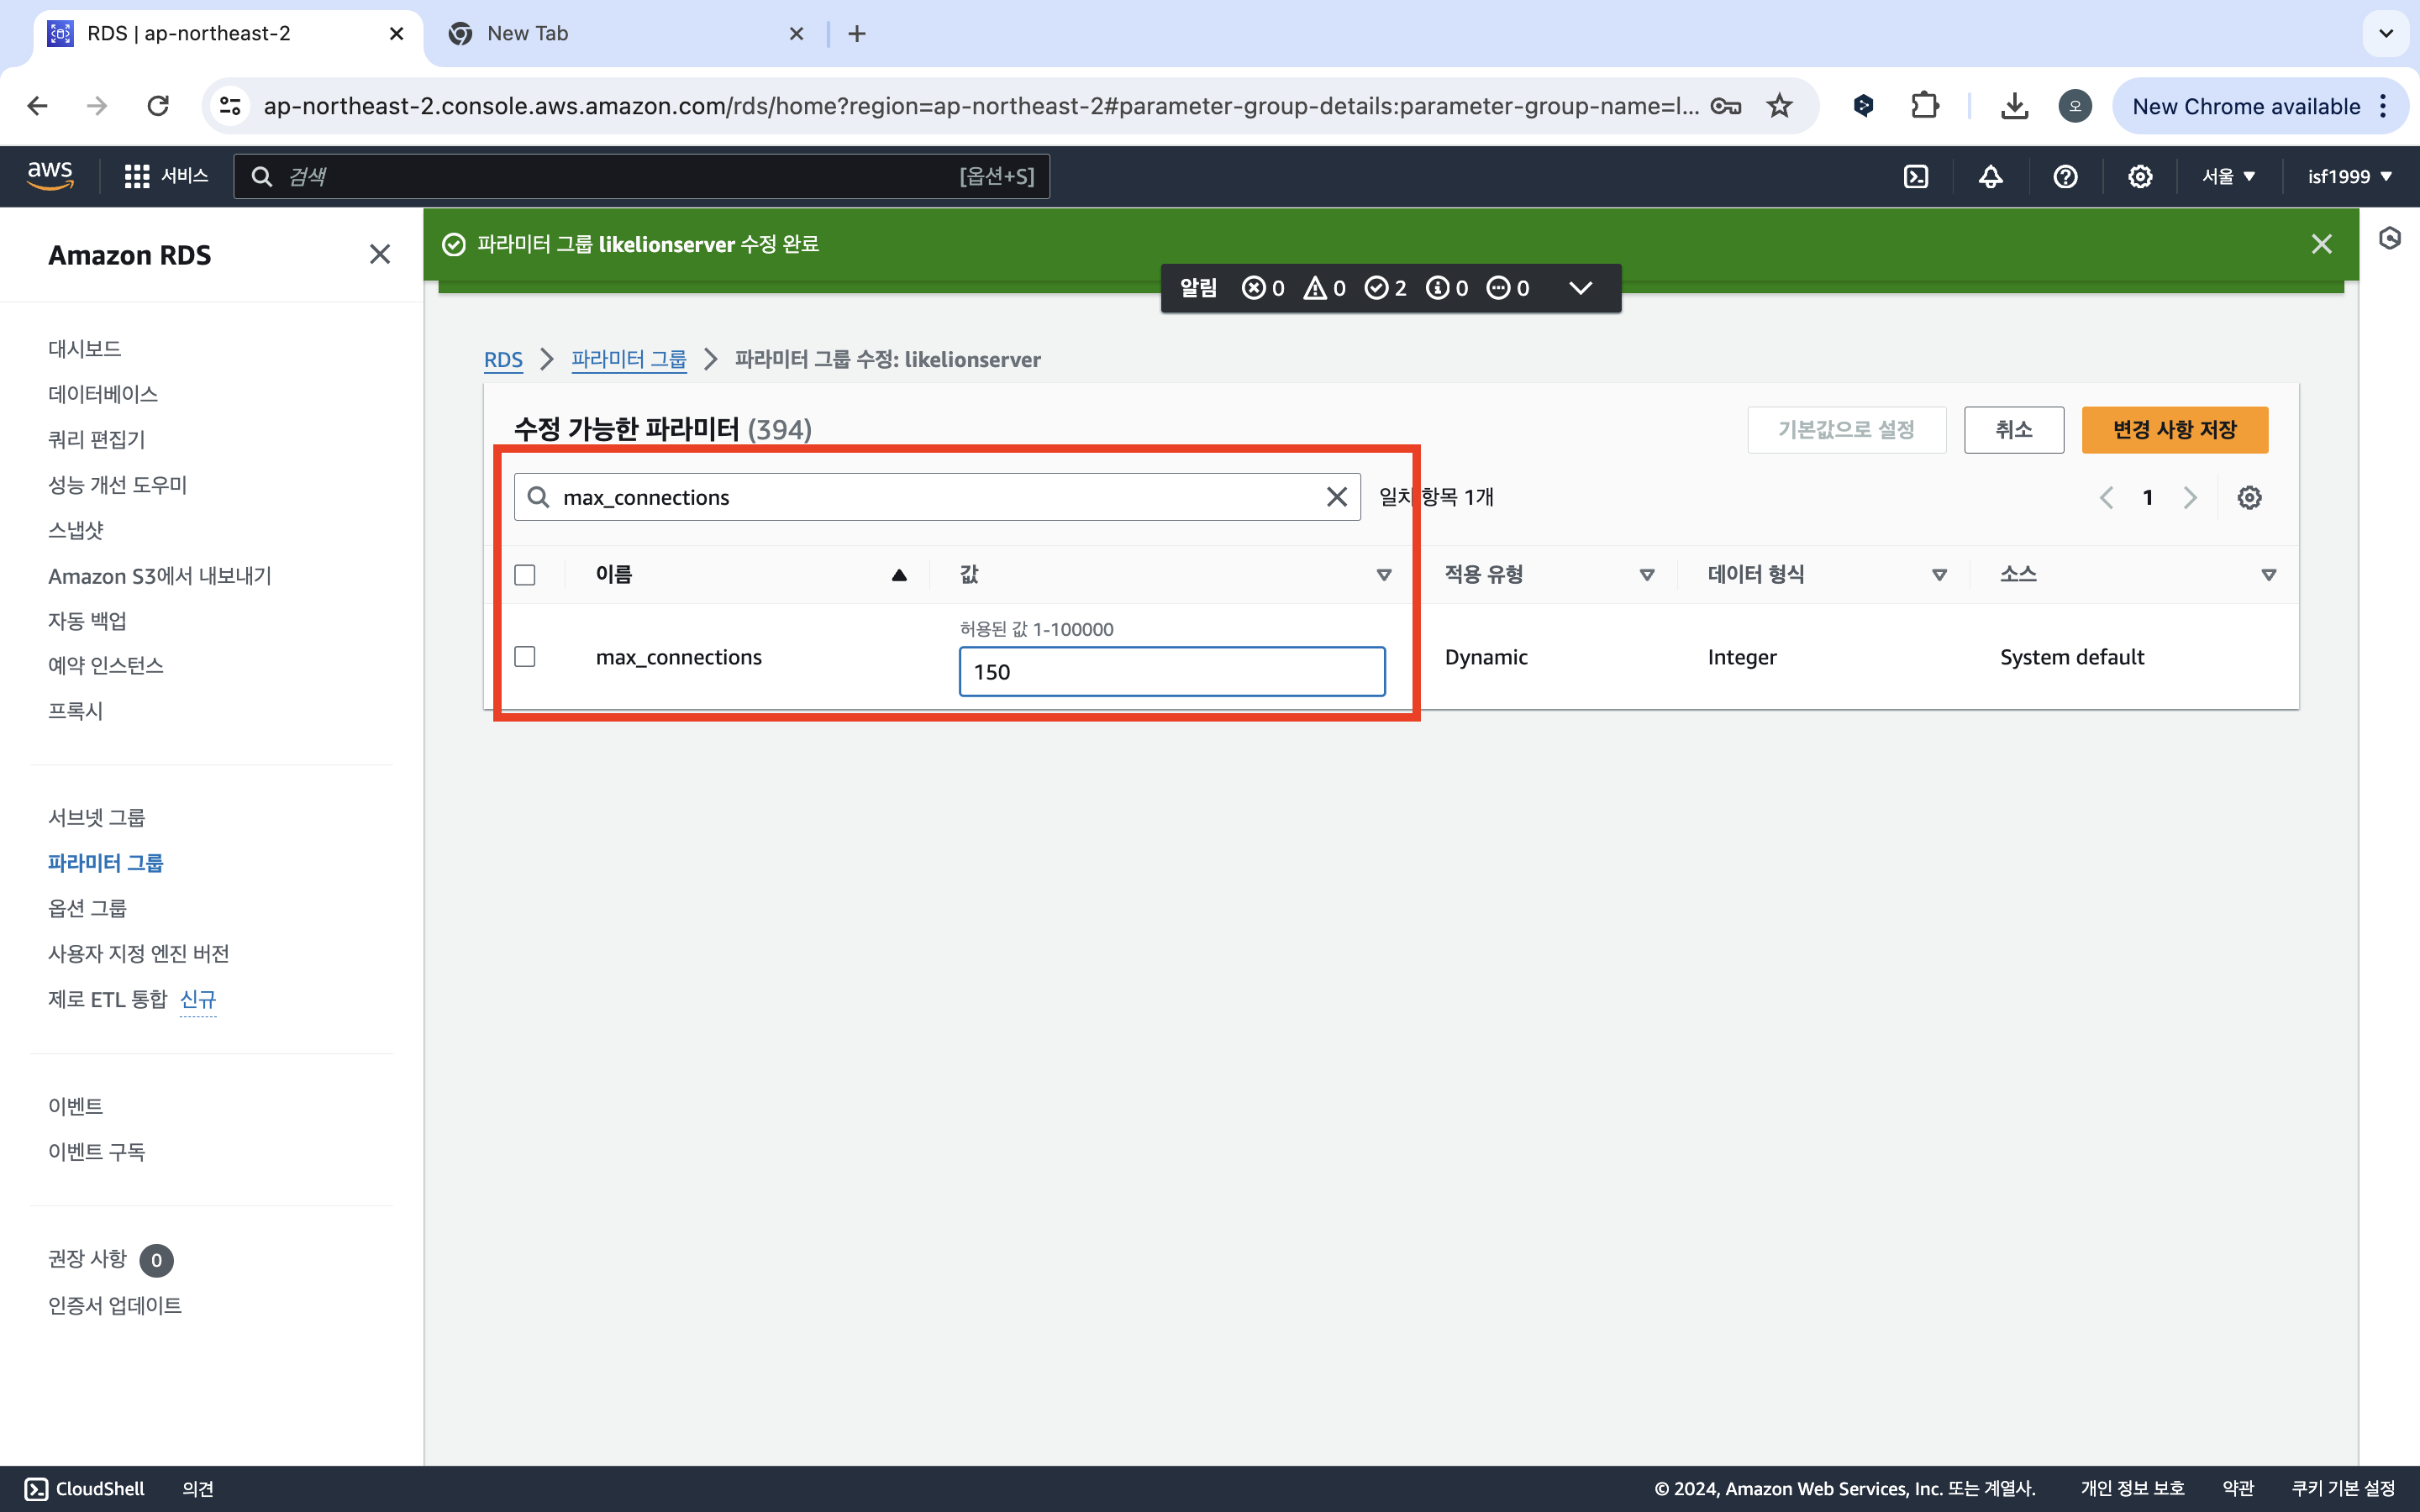 RDS | ap-northeast-2
New Tab
ap-northeast-2.console.aws.amazon.com/rds/home?region=ap-northeast-2#parameter-group-details:parameter-group-name=l...
오
New Chrome available
aws
서비스
검색
[옵션+S]
서울
isf1999
Amazon RDS
대시보드
데이터베이스
쿼리 편집기
성능 개선 도우미
스냅샷
Amazon S3에서 내보내기
자동 백업
예약 인스턴스
프록시
서브넷 그룹
파라미터 그룹
옵션 그룹
사용자 지정 엔진 버전
제로 ETL 통합 신규
이벤트
이벤트 구독
권장 사항 0
인증서 업데이트
파라미터 그룹 likelionserver 수정 완료
알림 0 0 2 0 0
RDS 파라미터 그룹 파라미터 그룹 수정: likelionserver
수정 가능한 파라미터 (394)
기본값으로 설정
취소
변경 사항 저장
max_connections
일치 항목 1개
1
이름 값 적용 유형 데이터 형식 소스
허용된 값 1-100000
max_connections 150 Dynamic Integer System default
CloudShell 의견
© 2024, Amazon Web Services, Inc. 또는 계열사. 개인 정보 보호 약관 쿠키 기본 설정